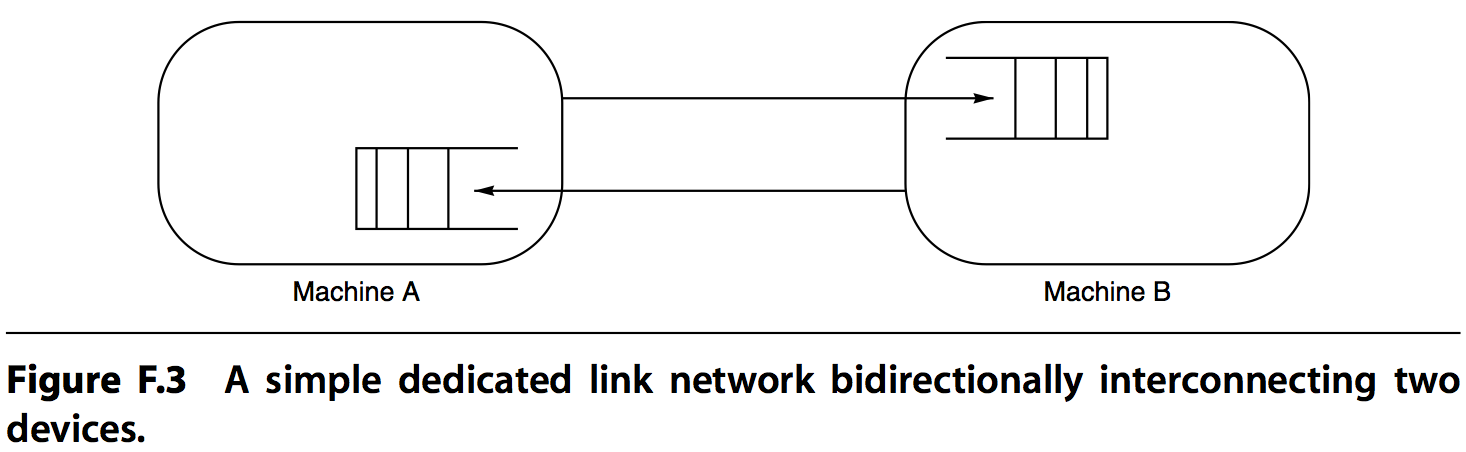 Machine A
Machine B
Figure F.3 A simple dedicated link network bidirectionally interconnecting two
devices.